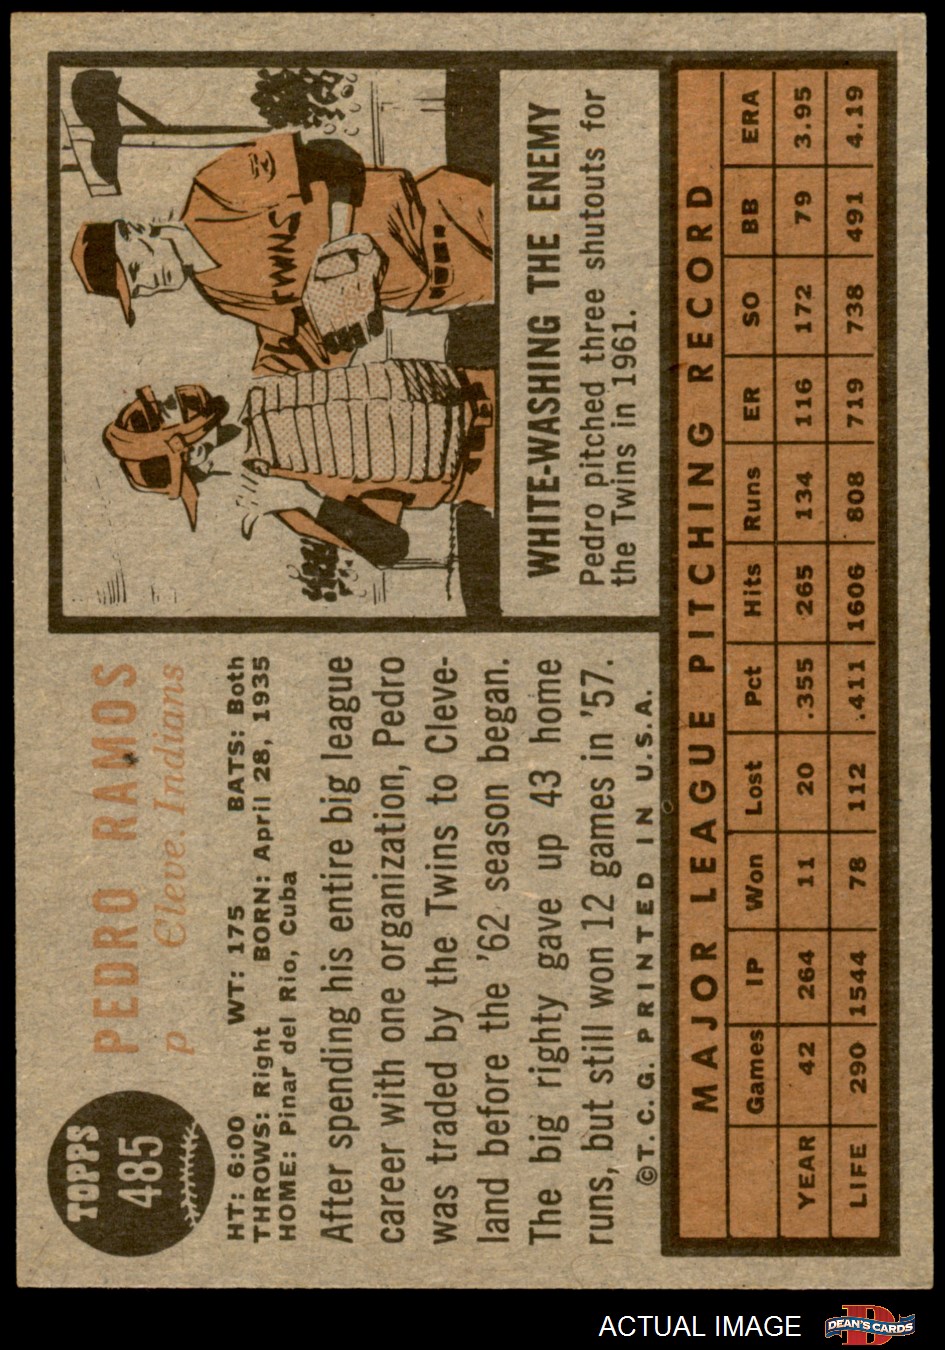 TOPPS
485
PEDRO RAMOS
p Cleve. Indians
HT: 6:00 WT: 175 BATS: Both
THROWS: Right BORN: April 28, 1935
HOME: Pinar del Rio, Cuba
After spending his entire big league
career with one organization, Pedro
was traded by the Twins to Cleve-
land before the '62 season began.
The big righty gave up 43 home
runs, but still won 12 games in '57.
©T. C. G. PRINTED IN U. S. A.
TWINS
WHITE-WASHING THE ENEMY
Pedro pitched three shutouts for
the Twins in 1961.
MAJOR LEAGUE PITCHING RECORD
Games IP Won Lost Pct Hits Runs ER SO BB ERA
YEAR 42 264 11 20 .355 265 134 116 172 79 3.95
LIFE 290 1544 78 112 .411 1606 808 719 738 491 4.19
ACTUAL IMAGE
DEAN'S CARDS